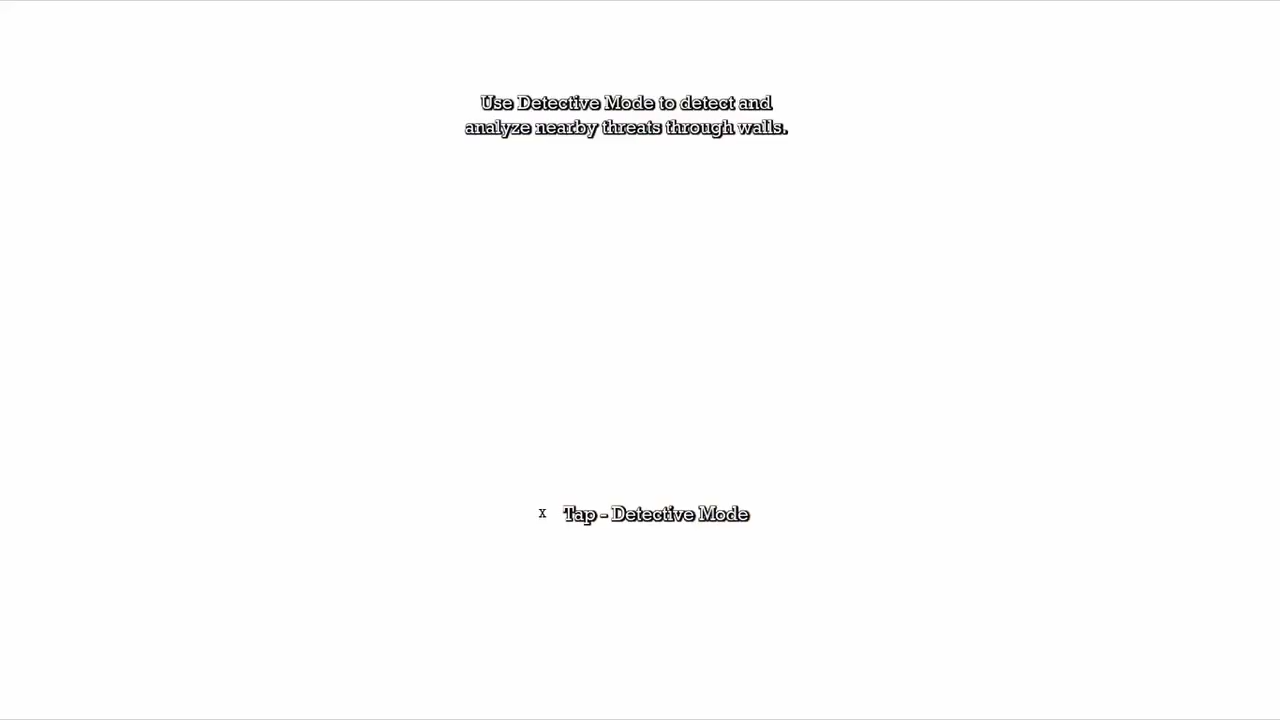 Use Detective Mode to detect and
analyze nearby threats through walls.
X Tap - Detective Mode